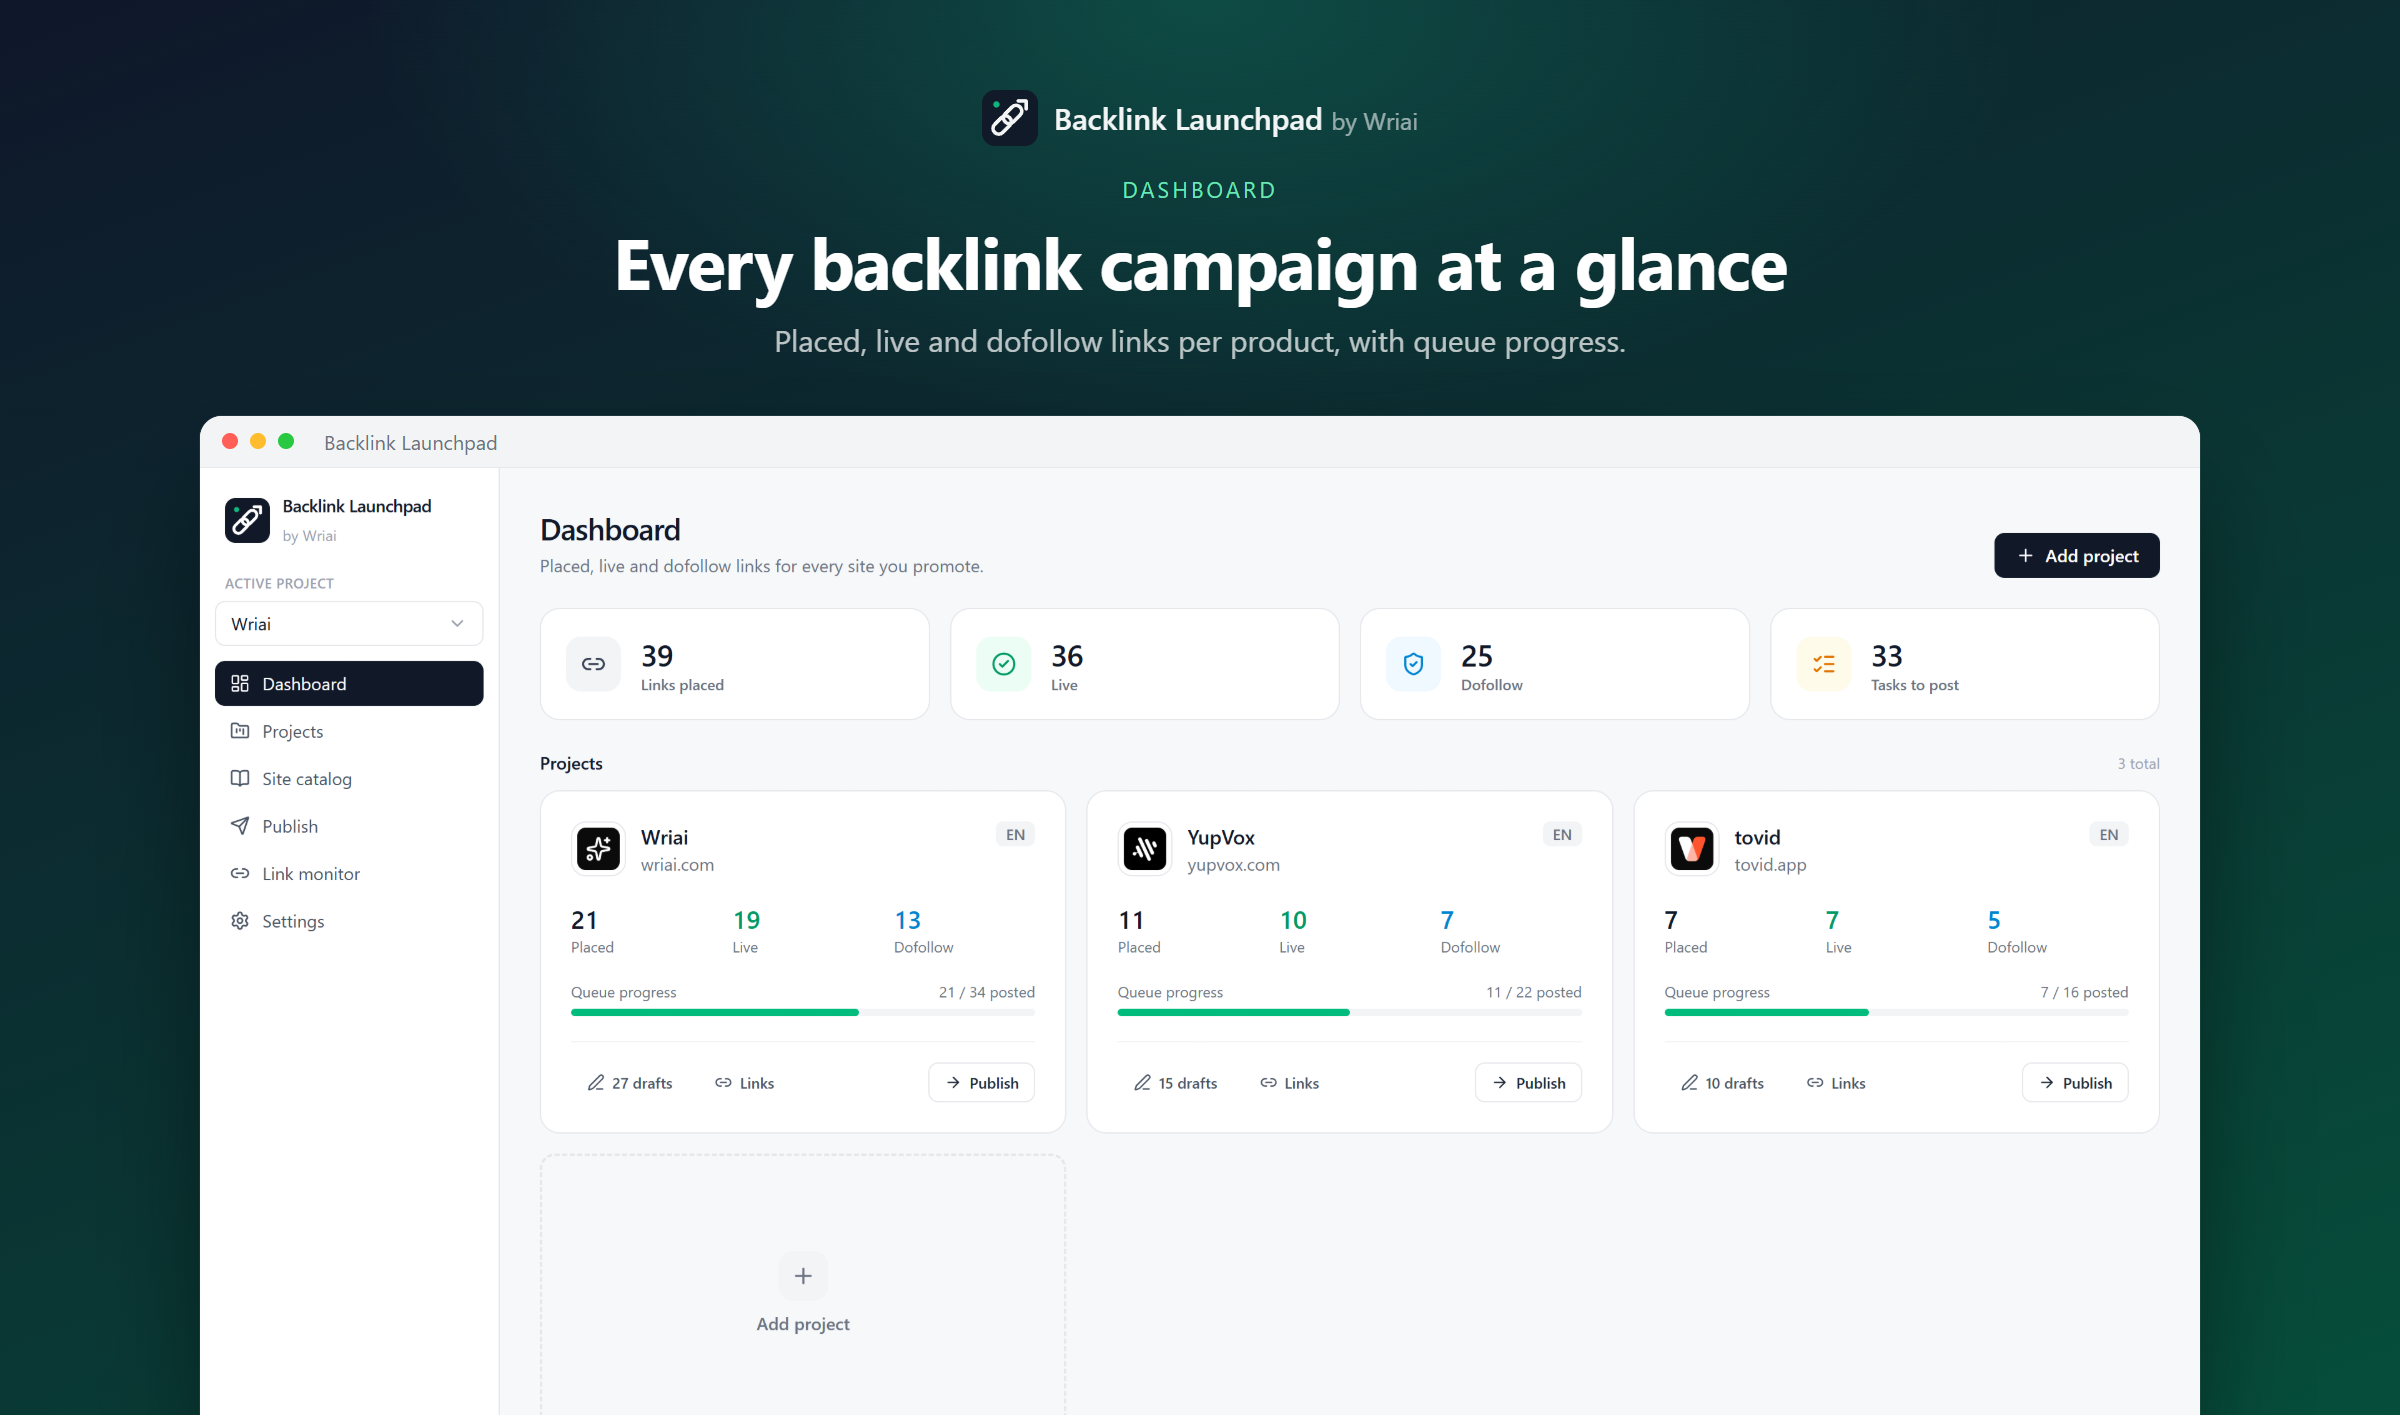 Backlink Launchpad by Wriai
DASHBOARD
Every backlink campaign at a glance
Placed, live and dofollow links per product, with queue progress.
Backlink Launchpad
Backlink Launchpad
by Wriai
ACTIVE PROJECT
Wriai
Dashboard
Projects
Site catalog
Publish
Link monitor
Settings
Dashboard
Placed, live and dofollow links for every site you promote.
Add project
39
Links placed
36
Live
25
Dofollow
33
Tasks to post
Projects
3 total
Wriai
wriai.com
EN
21
Placed
19
Live
13
Dofollow
Queue progress
21 / 34 posted
27 drafts
Links
Publish
YupVox
yupvox.com
EN
11
Placed
10
Live
7
Dofollow
Queue progress
11 / 22 posted
15 drafts
Links
Publish
tovid
tovid.app
EN
7
Placed
7
Live
5
Dofollow
Queue progress
7 / 16 posted
10 drafts
Links
Publish
Add project